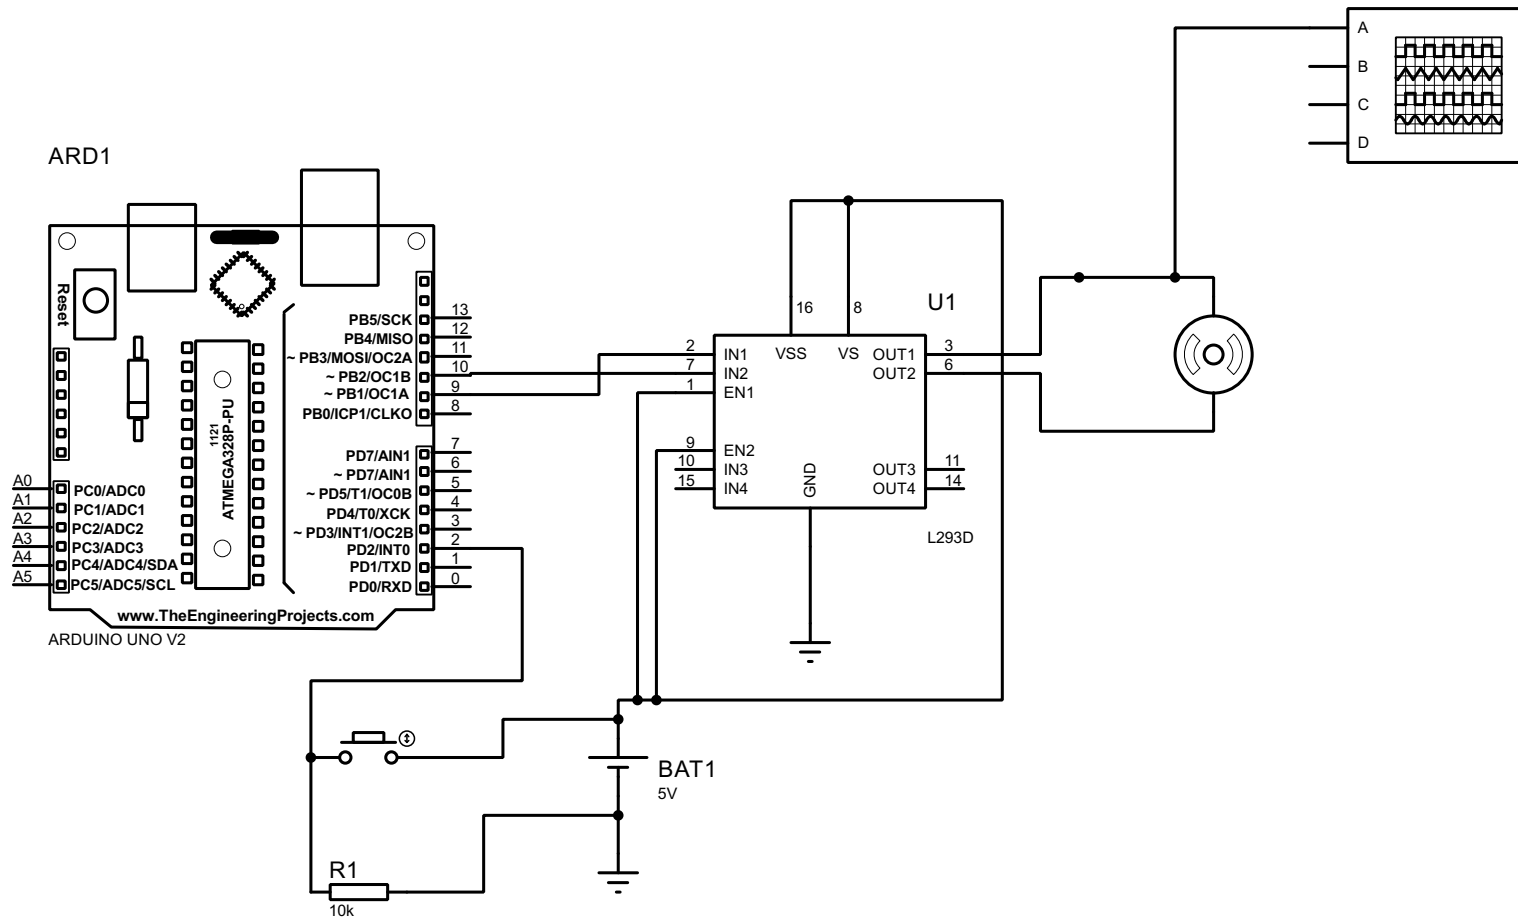 A
B
C
D
ARD1
Reset
1121
ATMEGA328P-PU
PB5/SCK 13
PB4/MISO 12
~ PB3/MOSI/OC2A 11
~ PB2/OC1B 10
~ PB1/OC1A 9
PB0/ICP1/CLKO 8
PD7/AIN1 7
~ PD7/AIN1 6
~ PD5/T1/OC0B 5
PD4/T0/XCK 4
~ PD3/INT1/OC2B 3
PD2/INT0 2
PD1/TXD 1
PD0/RXD 0
A0 PC0/ADC0
A1 PC1/ADC1
A2 PC2/ADC2
A3 PC3/ADC3
A4 PC4/ADC4/SDA
A5 PC5/ADC5/SCL
www.TheEngineeringProjects.com
ARDUINO UNO V2
U1
16 8
VSS VS
2 IN1 OUT1 3
7 IN2 OUT2 6
1 EN1
9 EN2
10 IN3 OUT3 11
15 IN4 OUT4 14
GND
L293D
BAT1
5V
R1
10k